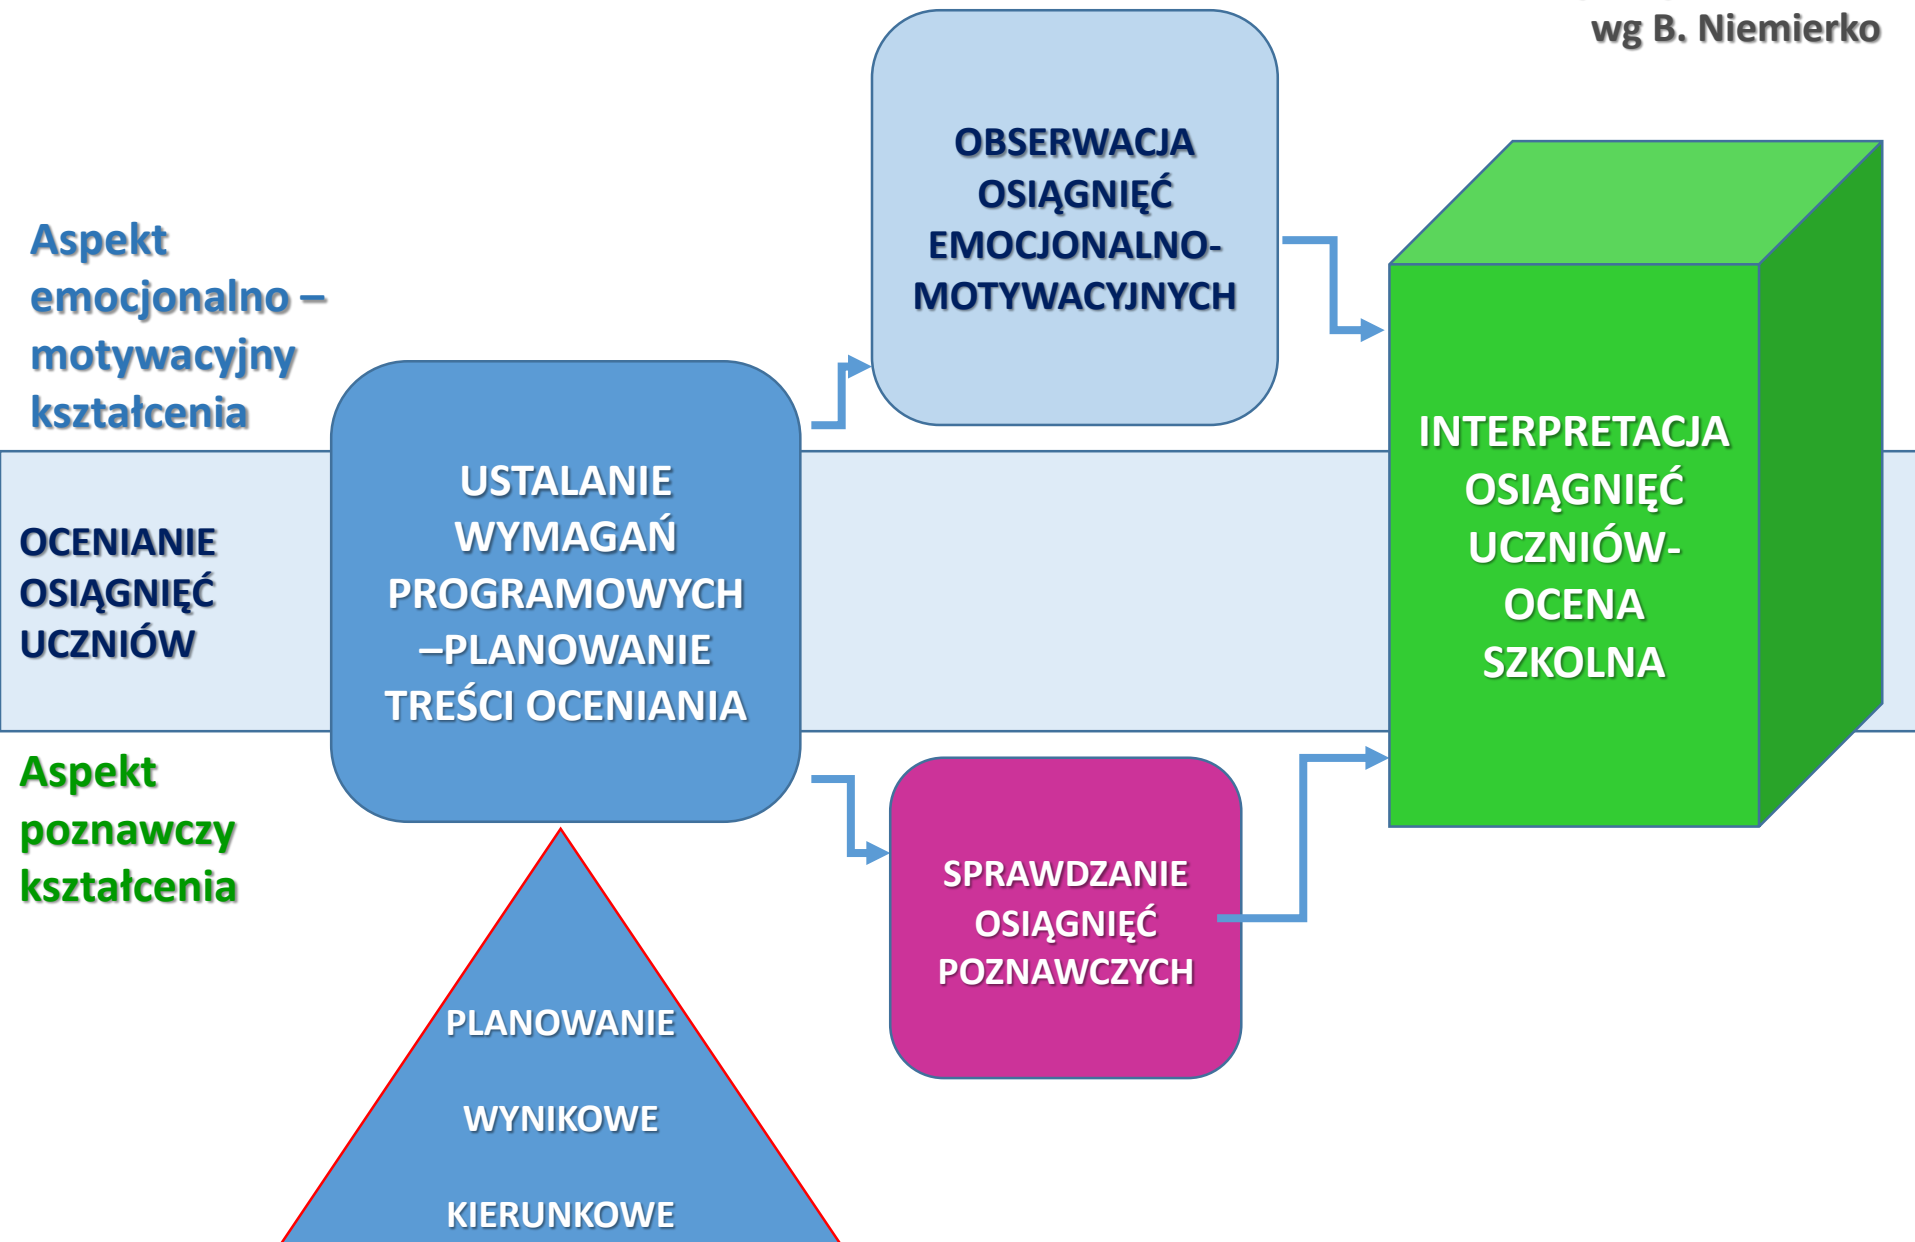 wg B. Niemierko
OBSERWACJA
OSIĄGNIĘĆ
EMOCJONALNO-
MOTYWACYJNYCH
Aspekt
emocjonalno –
motywacyjny
kształcenia
INTERPRETACJA
OSIĄGNIĘĆ
UCZNIÓW-
OCENA
SZKOLNA
USTALANIE
WYMAGAŃ
PROGRAMOWYCH
–PLANOWANIE
TREŚCI OCENIANIA
OCENIANIE
OSIĄGNIĘĆ
UCZNIÓW
Aspekt
poznawczy
kształcenia
SPRAWDZANIE
OSIĄGNIĘĆ
POZNAWCZYCH
PLANOWANIE
WYNIKOWE
KIERUNKOWE